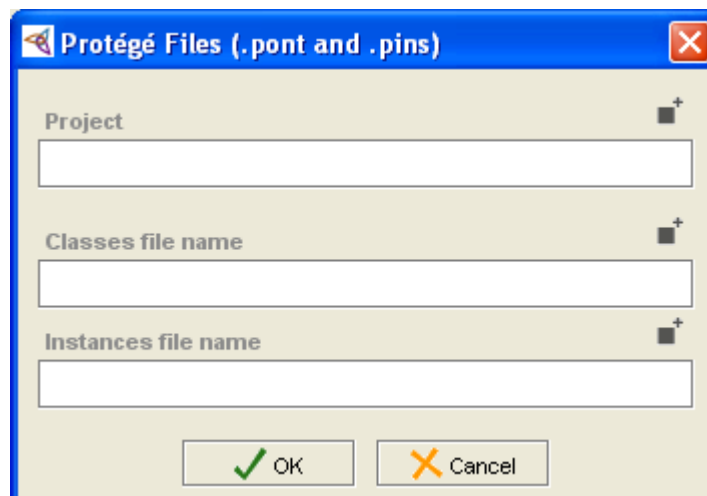 Protégé Files (.pont and .pins)
Project
Classes file name
Instances file name
OK
Cancel